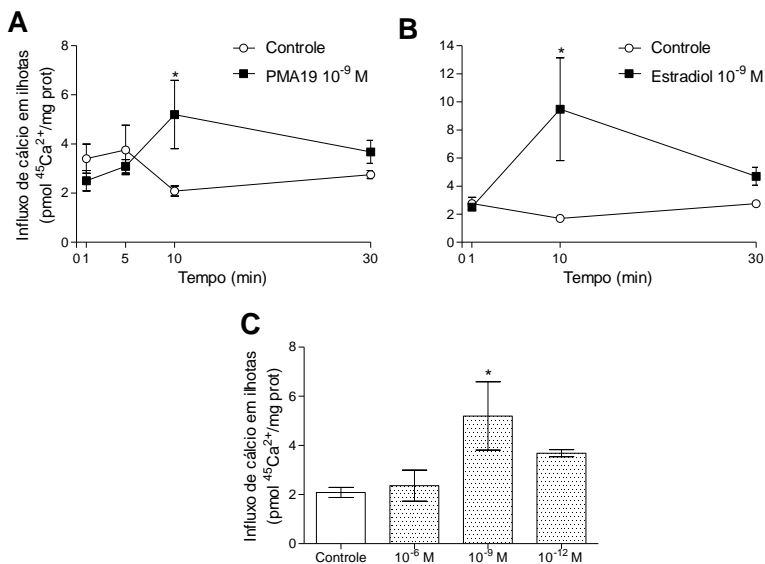 A
Influxo de cálcio em ilhotas
(pmol ⁴⁵Ca²⁺/mg prot)
8
6
4
2
0
Controle
PMA19 10⁻⁹ M
*
0 1 5 10 30
Tempo (min)
B
14
12
10
8
6
4
2
0
Controle
Estradiol 10⁻⁹ M
*
0 1 10 30
Tempo (min)
C
Influxo de cálcio em ilhotas
(pmol ⁴⁵Ca²⁺/mg prot)
8
6
4
2
0
*
Controle 10⁻⁶ M 10⁻⁹ M 10⁻¹² M